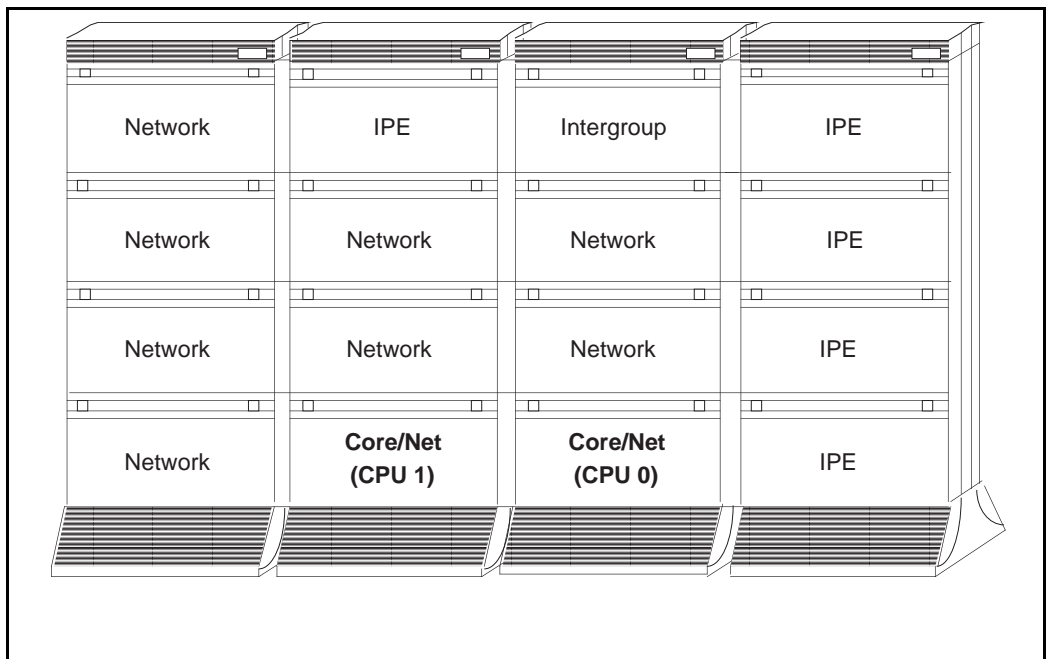 Network
IPE
Intergroup
IPE
Network
Network
Network
IPE
Network
Network
Network
IPE
Network
Core/Net
(CPU 1)
Core/Net
(CPU 0)
IPE